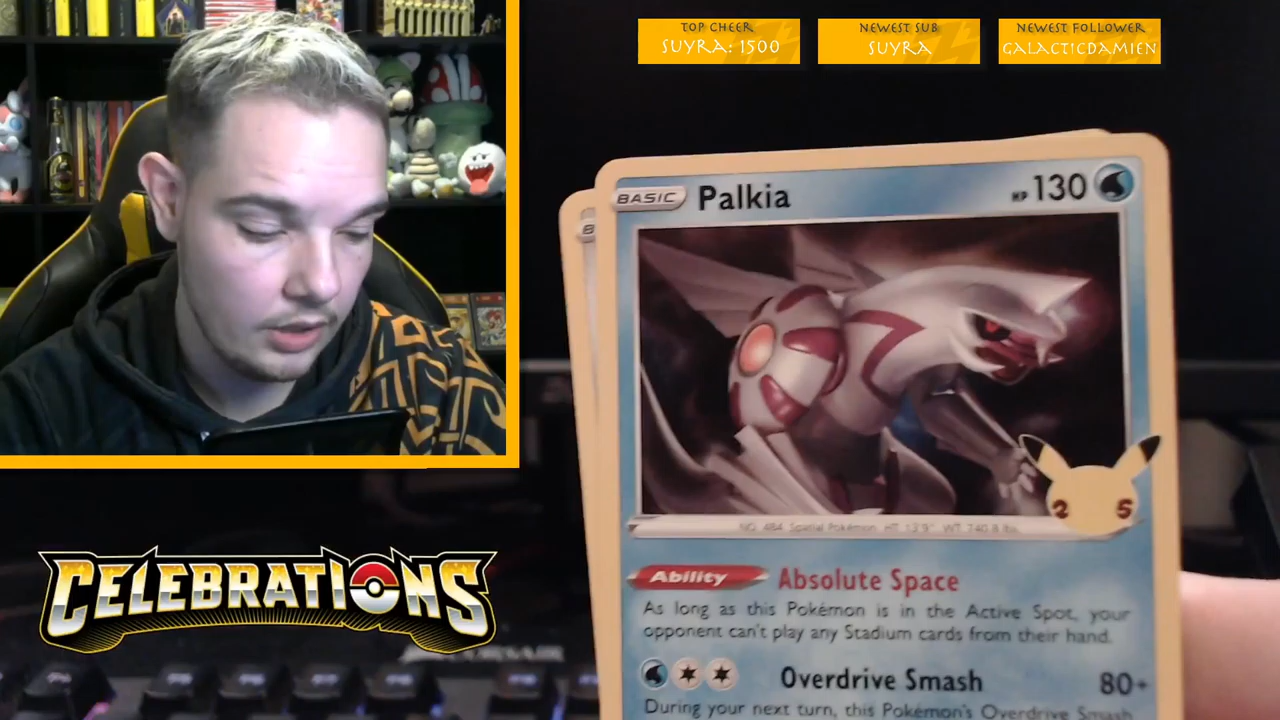 TOP CHEER
SUYRA: 1500
NEWEST SUB
SUYRA
NEWEST FOLLOWER
GALACTICDAMIEN
BASIC
Palkia
HP 130
25
NO. 484 Spatial Pokémon HT: 13'9" WT: 740.8 lbs.
Ability
Absolute Space
As long as this Pokémon is in the Active Spot, your
opponent can't play any Stadium cards from their hand.
Overdrive Smash
80+
During your next turn, this Pokémon's Overdrive Smash
CELEBRATIONS
CORSAIR